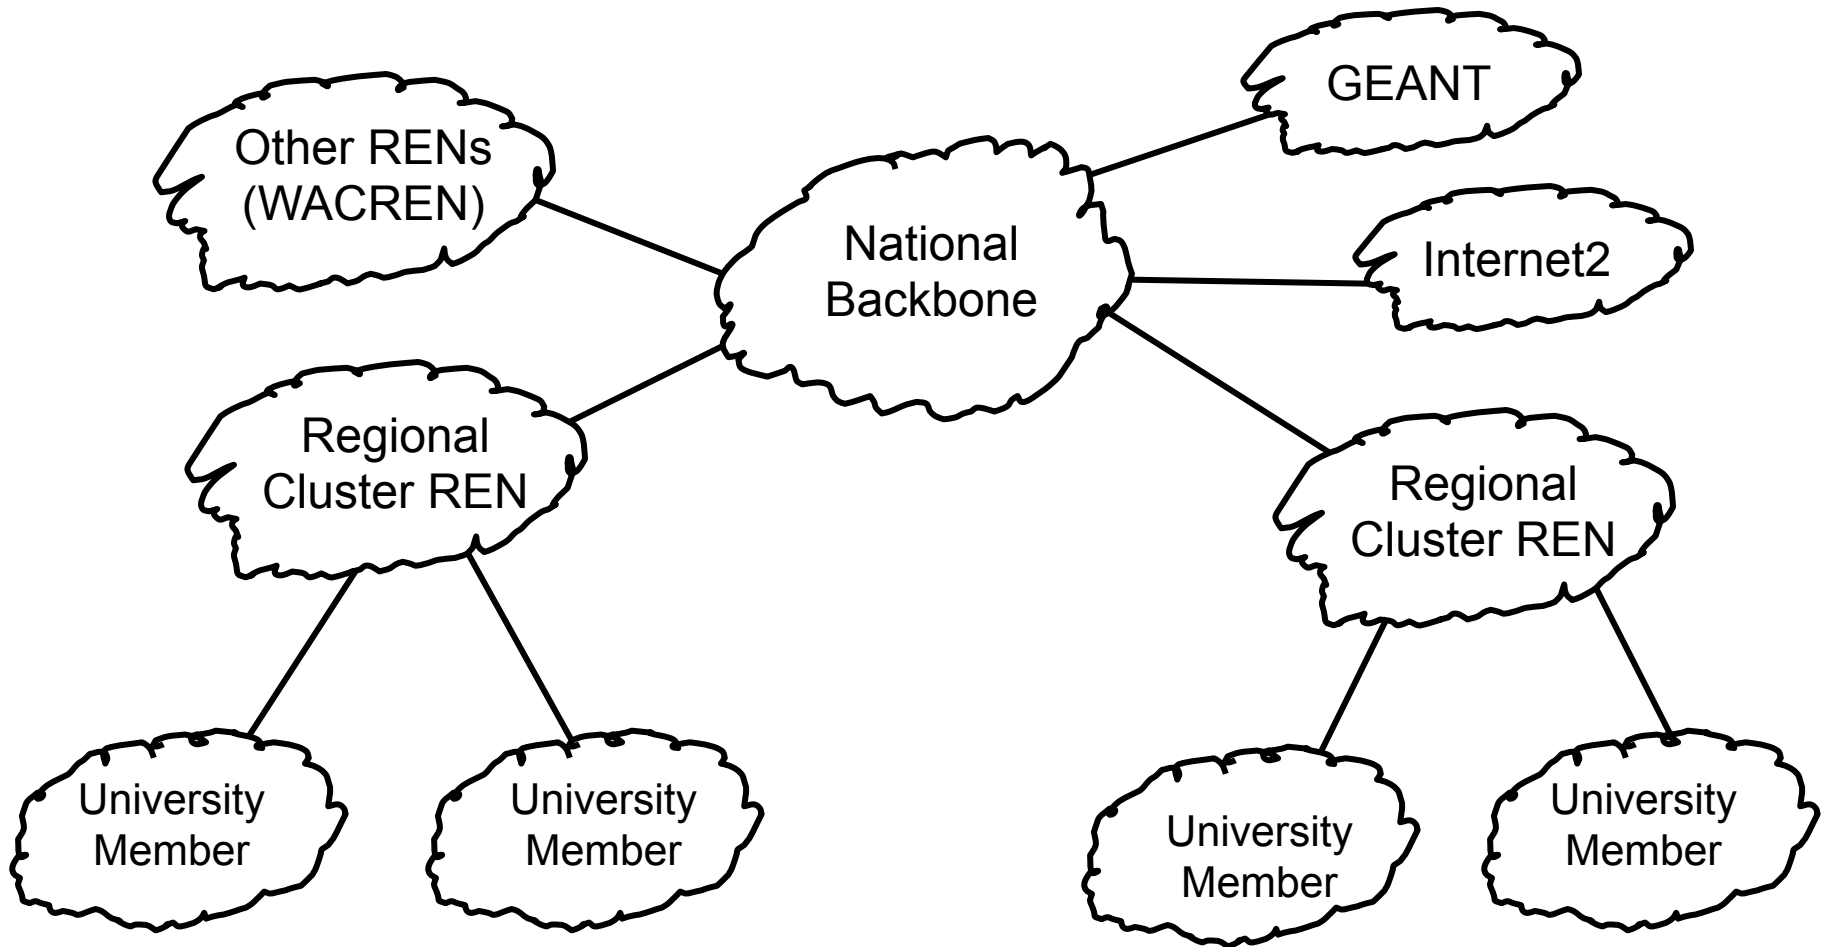 GEANT
Other RENs
(WACREN)
National
Backbone
Internet2
Regional
Cluster REN
Regional
Cluster REN
University
Member
University
Member
University
Member
University
Member